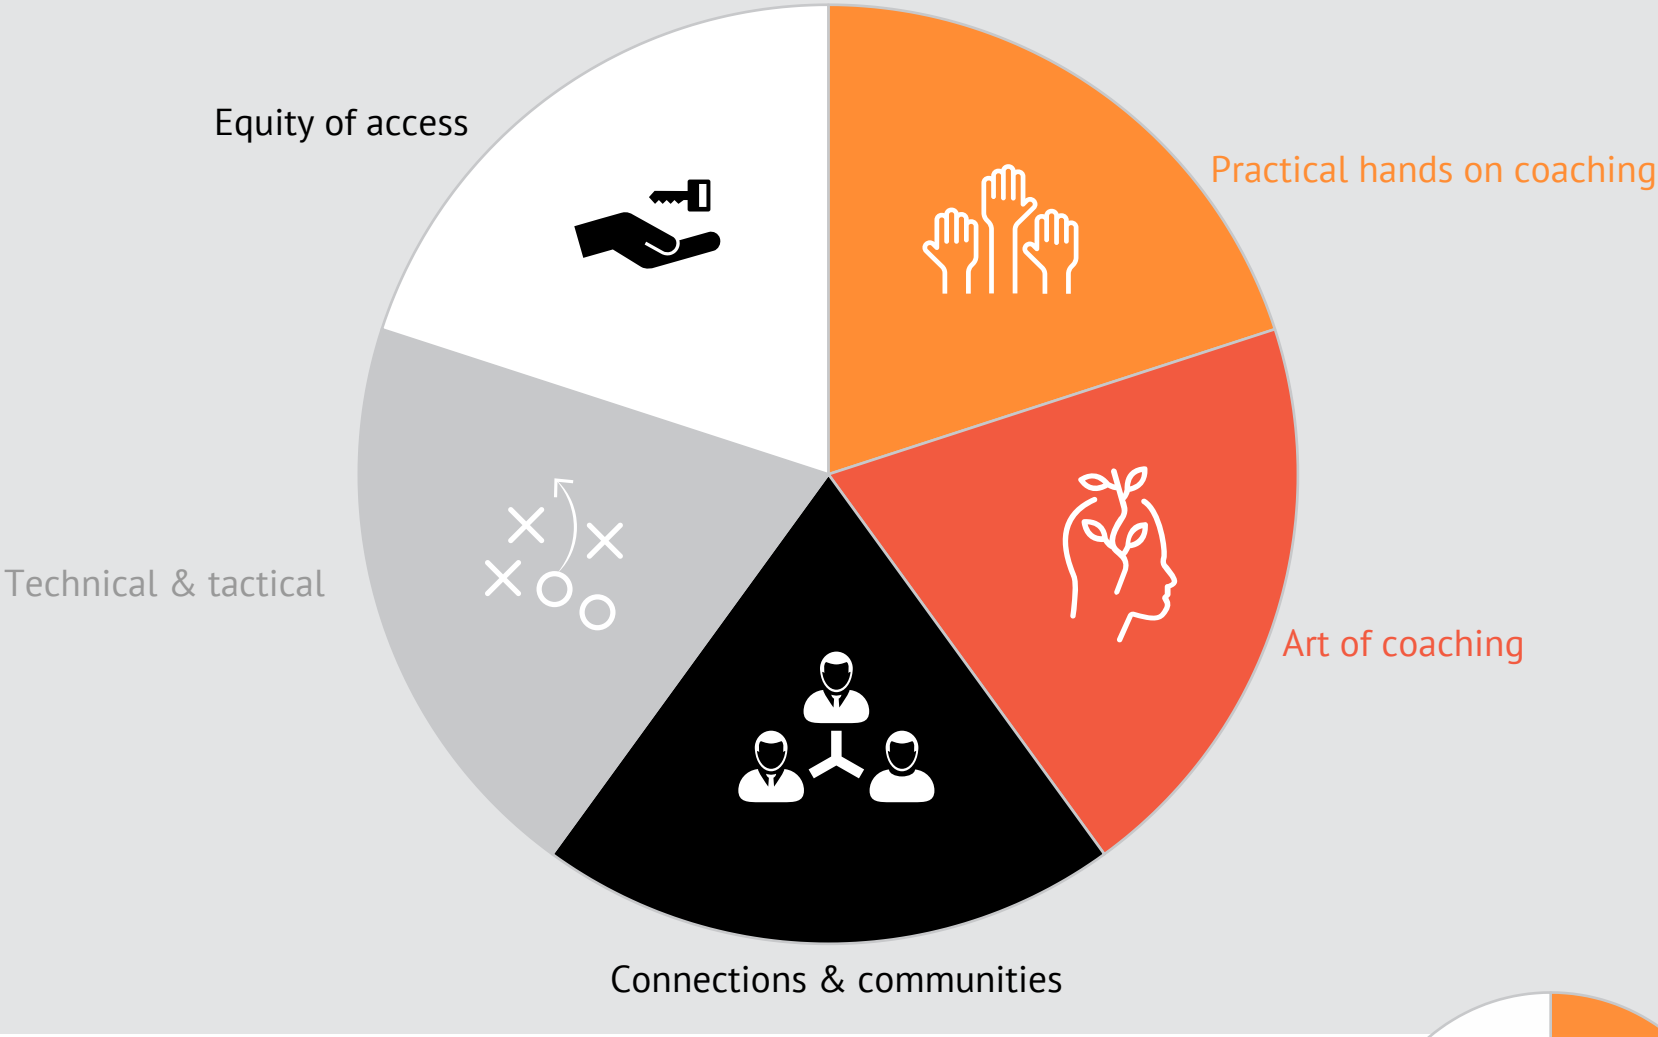 Equity of access
Practical hands on coaching
Technical & tactical
Art of coaching
Connections & communities